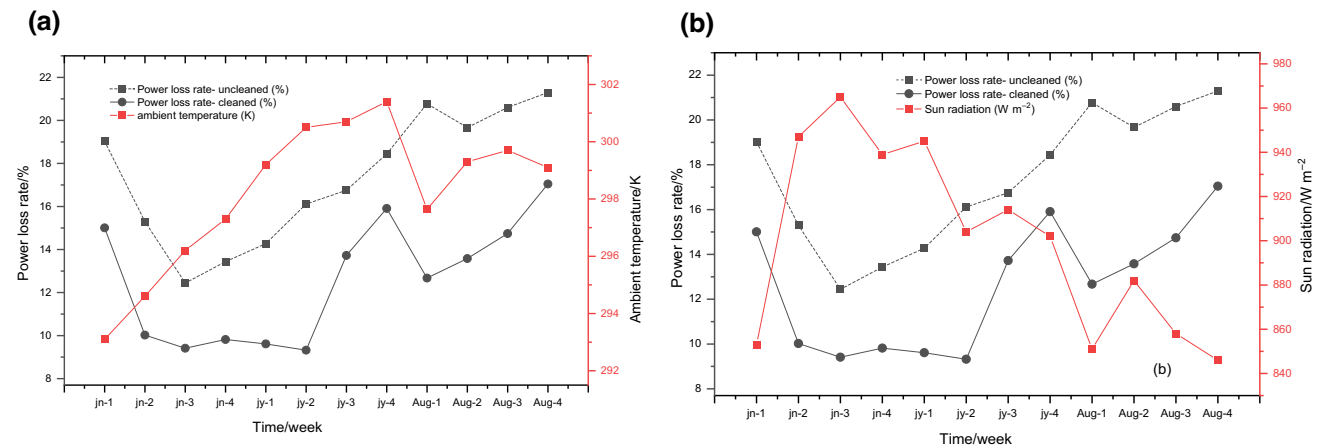 (a)
Power loss rate- uncleaned (%)
Power loss rate- cleaned (%)
ambient temperature (K)
22
20
18
16
14
12
10
8
Power loss rate/%
302
300
298
296
294
292
Ambient temperature/K
jn-1 jn-2 jn-3 jn-4 jy-1 jy-2 jy-3 jy-4 Aug-1 Aug-2 Aug-3 Aug-4
Time/week
(b)
Power loss rate- uncleaned (%)
Power loss rate- cleaned (%)
Sun radiation (W m⁻²)
22
20
18
16
14
12
10
8
Power loss rate/%
980
960
940
920
900
880
860
840
Sun radiation/W m⁻²
(b)
jn-1 jn-2 jn-3 jn-4 jy-1 jy-2 jy-3 jy-4 Aug-1 Aug-2 Aug-3 Aug-4
Time/week